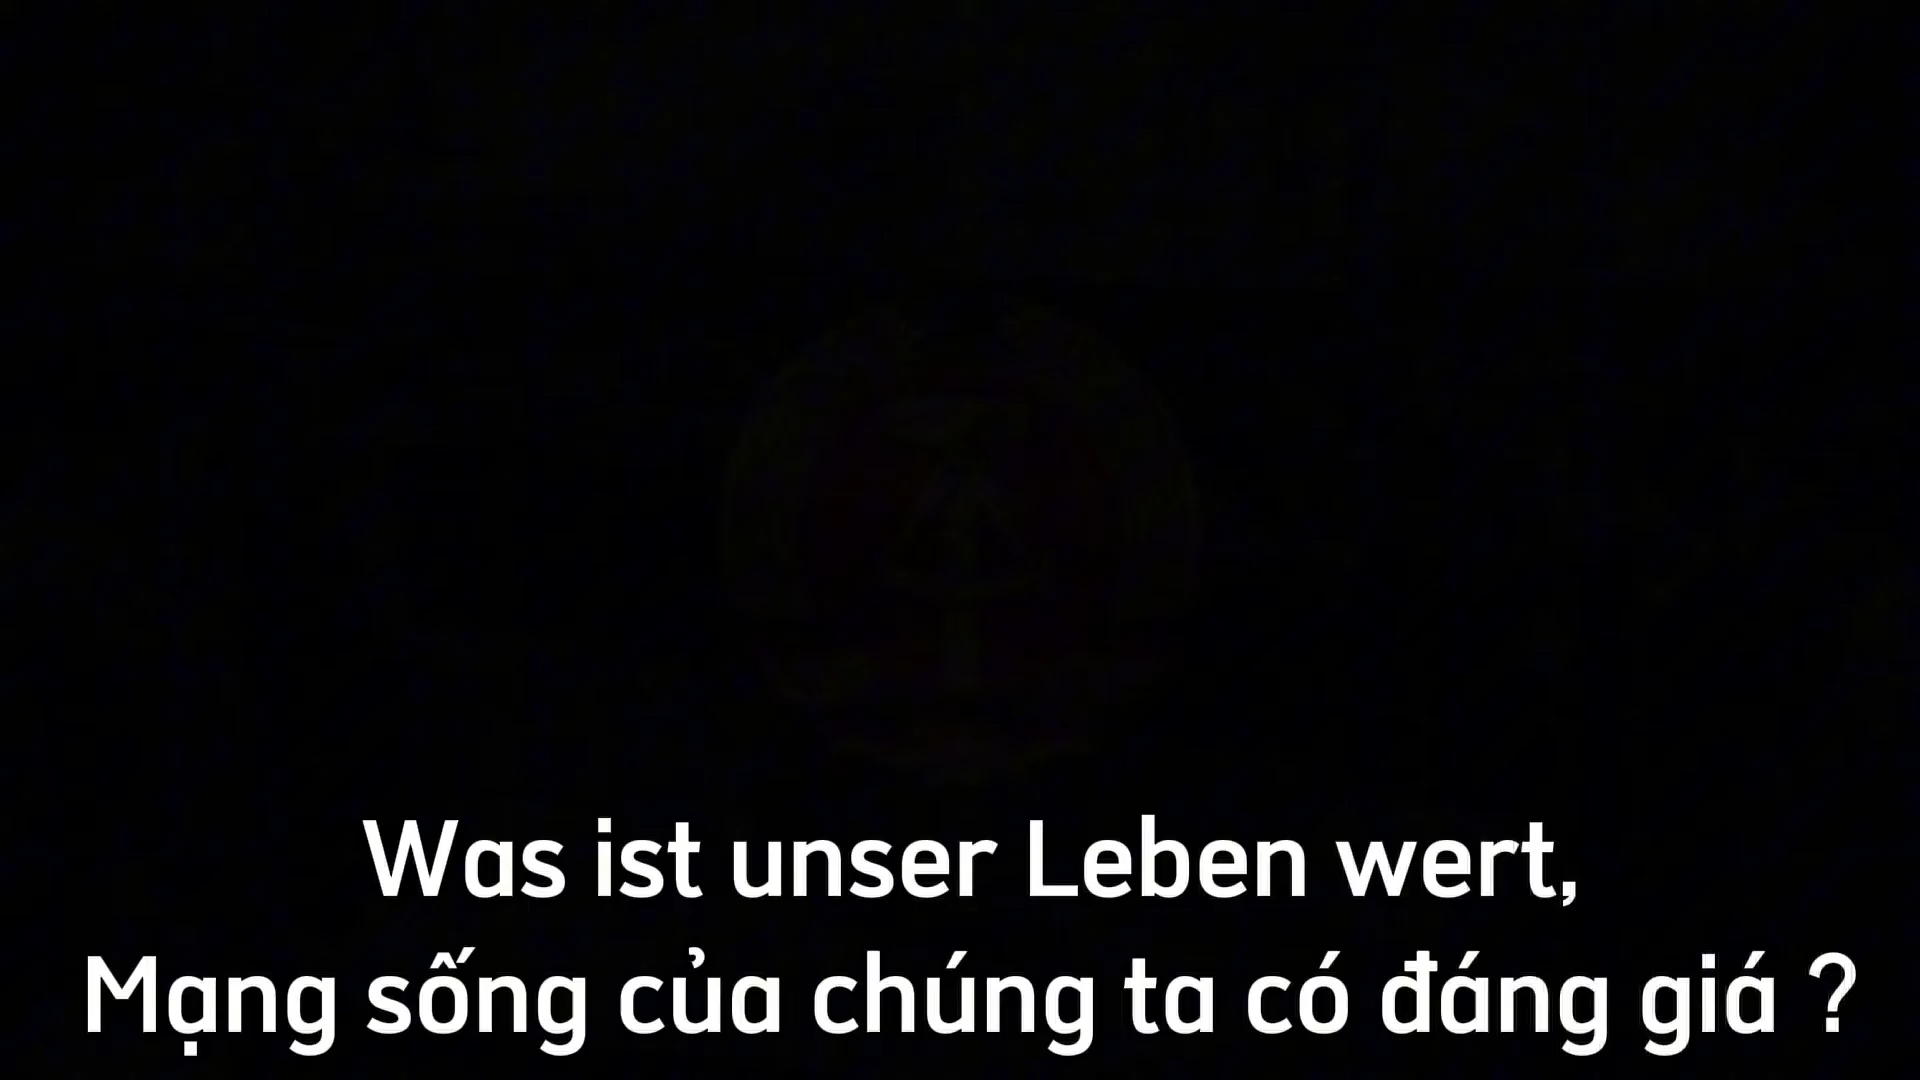 Was ist unser Leben wert,
Mạng sống của chúng ta có đáng giá ?